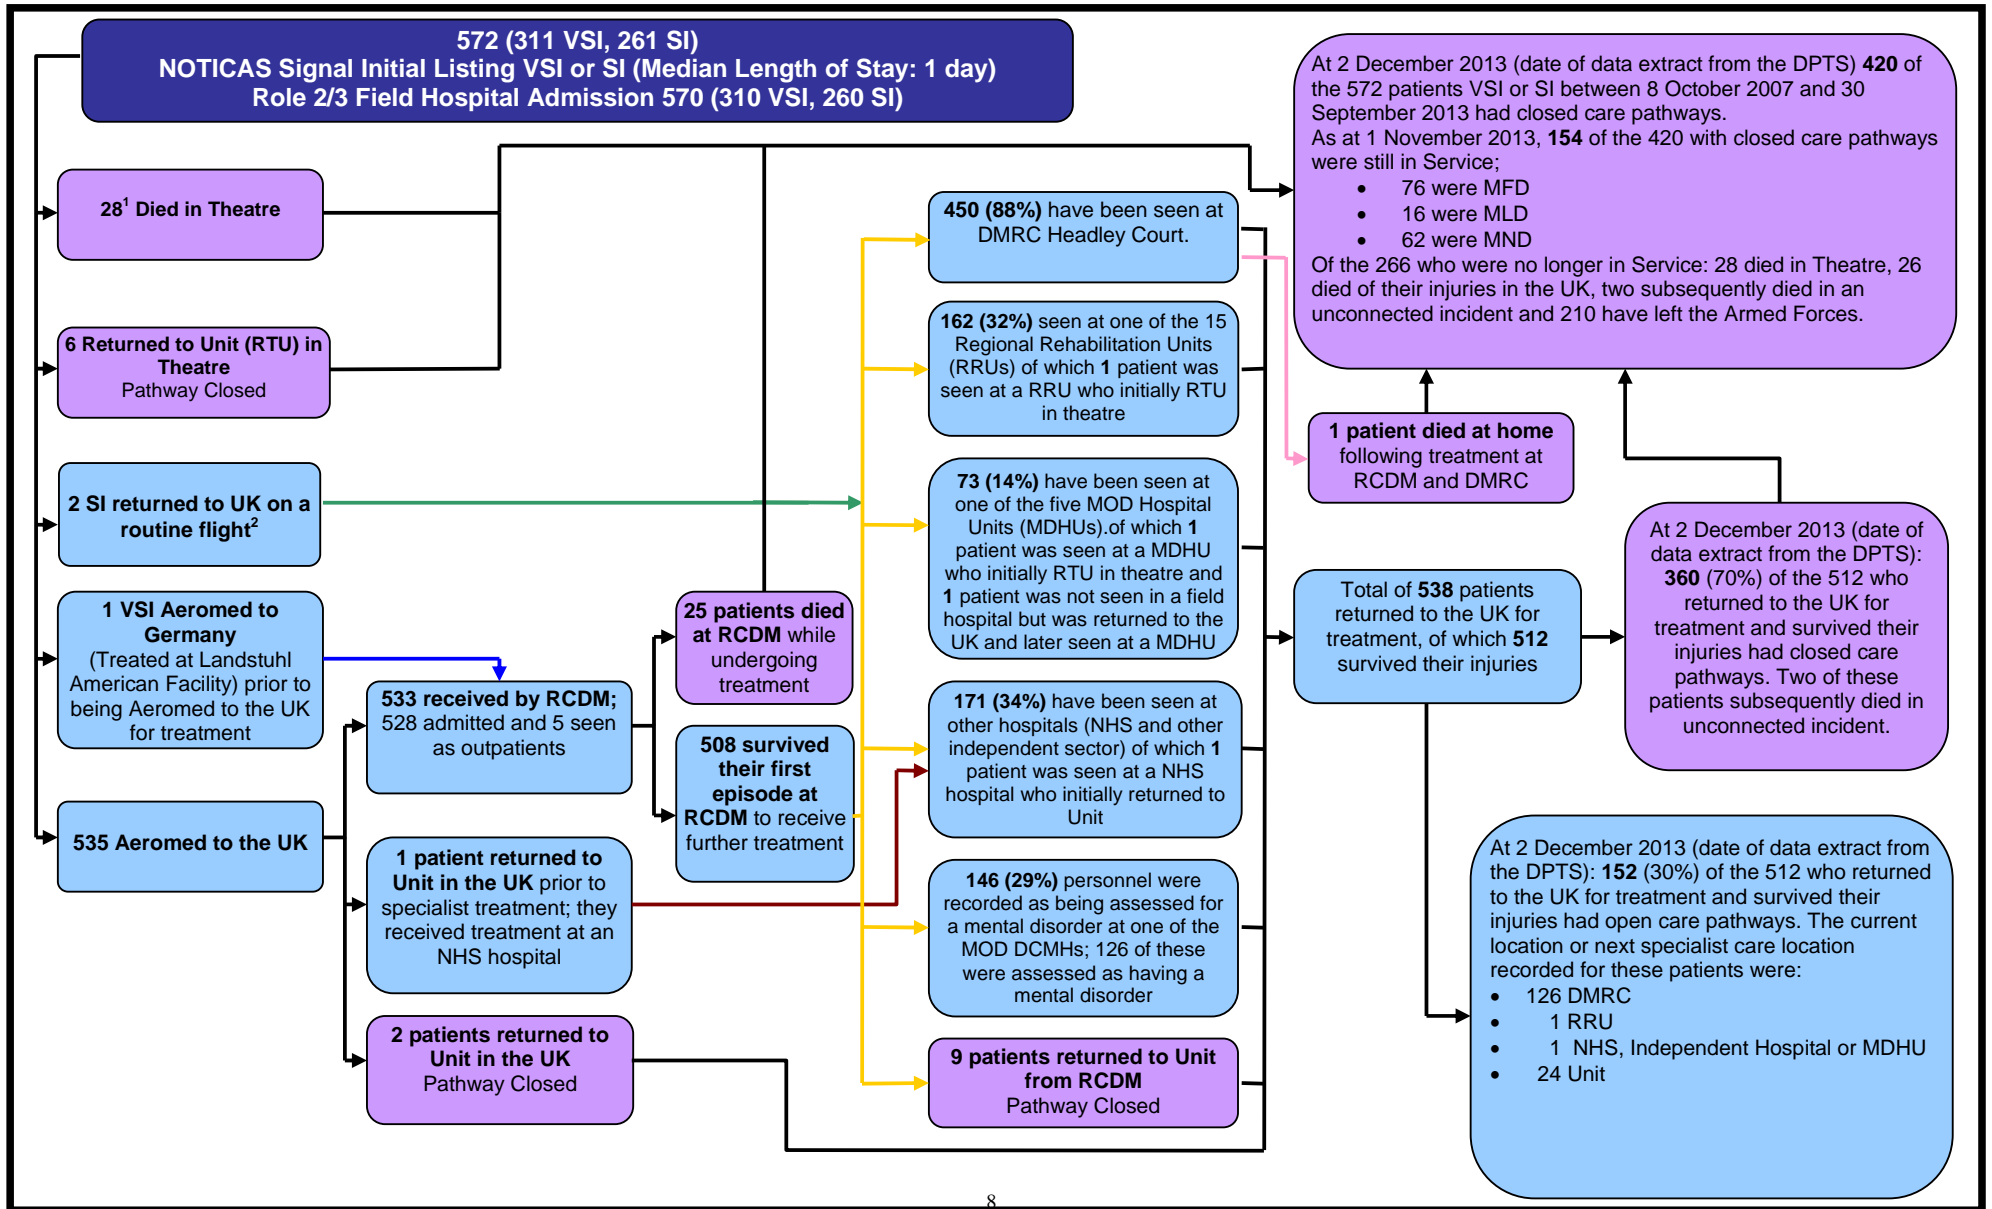 572 (311 VSI, 261 SI)
NOTICAS Signal Initial Listing VSI or SI (Median Length of Stay: 1 day)
Role 2/3 Field Hospital Admission 570 (310 VSI, 260 SI)
28¹ Died in Theatre
6 Returned to Unit (RTU) in
Theatre
Pathway Closed
2 SI returned to UK on a
routine flight²
1 VSI Aeromed to
Germany
(Treated at Landstuhl
American Facility) prior to
being Aeromed to the UK
for treatment
535 Aeromed to the UK
533 received by RCDM;
528 admitted and 5 seen
as outpatients
1 patient returned to
Unit in the UK prior to
specialist treatment; they
received treatment at an
NHS hospital
2 patients returned to
Unit in the UK
Pathway Closed
25 patients died
at RCDM while
undergoing
treatment
508 survived
their first
episode at
RCDM to receive
further treatment
450 (88%) have been seen at
DMRC Headley Court.
162 (32%) seen at one of the 15
Regional Rehabilitation Units
(RRUs) of which 1 patient was
seen at a RRU who initially RTU
in theatre
73 (14%) have been seen at
one of the five MOD Hospital
Units (MDHUs).of which 1
patient was seen at a MDHU
who initially RTU in theatre and
1 patient was not seen in a field
hospital but was returned to the
UK and later seen at a MDHU
171 (34%) have been seen at
other hospitals (NHS and other
independent sector) of which 1
patient was seen at a NHS
hospital who initially returned to
Unit
146 (29%) personnel were
recorded as being assessed for
a mental disorder at one of the
MOD DCMHs; 126 of these
were assessed as having a
mental disorder
9 patients returned to Unit
from RCDM
Pathway Closed
At 2 December 2013 (date of data extract from the DPTS) 420 of
the 572 patients VSI or SI between 8 October 2007 and 30
September 2013 had closed care pathways.
As at 1 November 2013, 154 of the 420 with closed care pathways
were still in Service;
• 76 were MFD
• 16 were MLD
• 62 were MND
Of the 266 who were no longer in Service: 28 died in Theatre, 26
died of their injuries in the UK, two subsequently died in an
unconnected incident and 210 have left the Armed Forces.
1 patient died at home
following treatment at
RCDM and DMRC
Total of 538 patients
returned to the UK for
treatment, of which 512
survived their injuries
At 2 December 2013 (date of
data extract from the DPTS):
360 (70%) of the 512 who
returned to the UK for
treatment and survived their
injuries had closed care
pathways. Two of these
patients subsequently died in
unconnected incident.
At 2 December 2013 (date of data extract from
the DPTS): 152 (30%) of the 512 who returned
to the UK for treatment and survived their
injuries had open care pathways. The current
location or next specialist care location
recorded for these patients were:
• 126 DMRC
• 1 RRU
• 1 NHS, Independent Hospital or MDHU
• 24 Unit
8